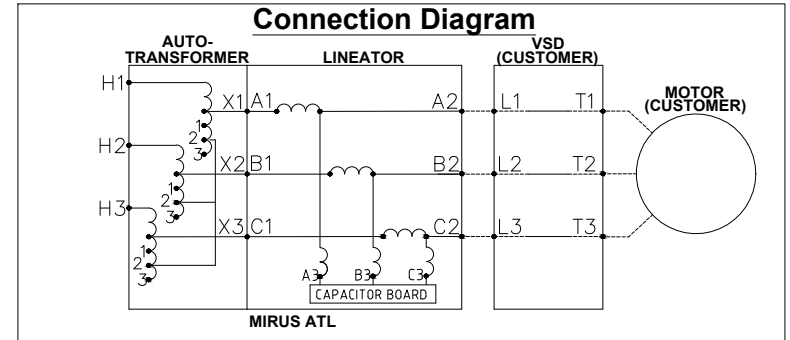 Connection Diagram
AUTO-
TRANSFORMER
LINEATOR
VSD
(CUSTOMER)
MOTOR
(CUSTOMER)
H1
X1 A1
A2
L1
T1
1
2
3
H2
X2 B1
B2
L2
T2
1
2
3
H3
X3 C1
C2
L3
T3
1
2
3
A3
B3
C3
CAPACITOR BOARD
MIRUS ATL